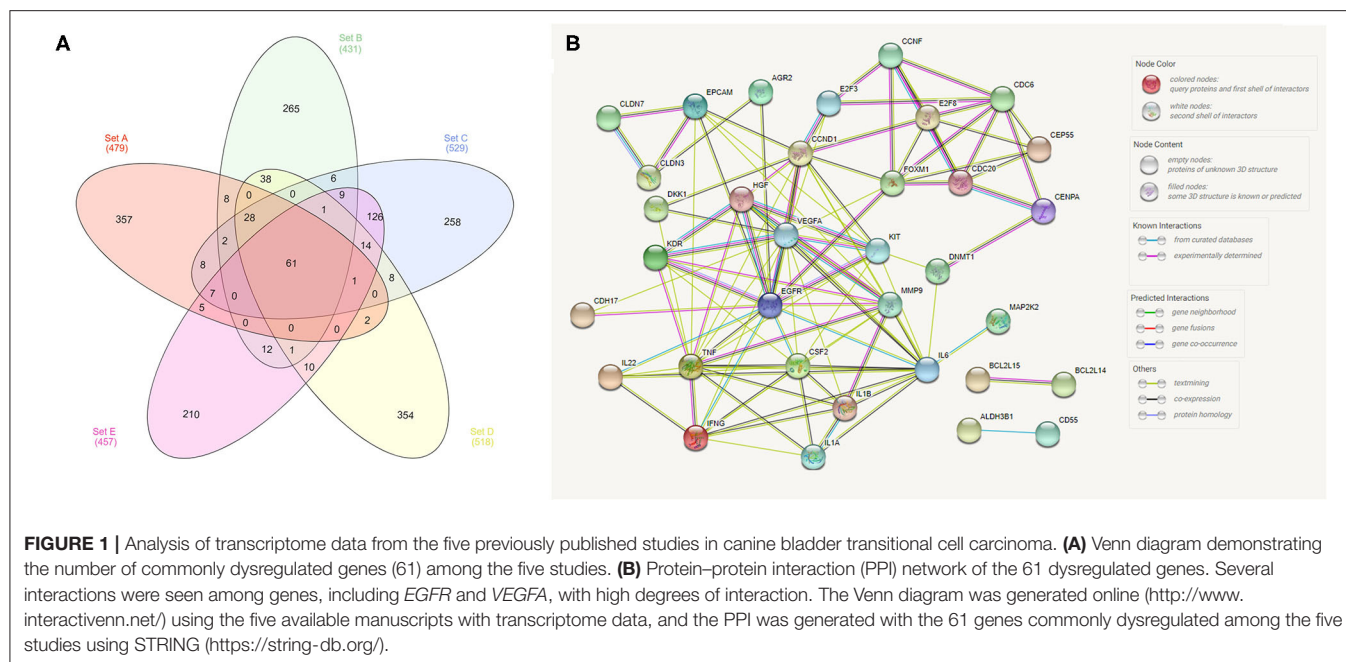 A
Set B
(431)
265
Set A
(479)
Set C
(529)
38
6
8
0
0
9
357
28
1
126
258
2
14
61
8
8
7
0
1
0
5
2
0
0
0
12
1
10
210
354
Set E
(457)
Set D
(518)
B
CCNF
AGR2
EPCAM
E2F3
CDC6
CLDN7
E2F8
CCND1
CEP55
CLDN3
FOXM1
CDC20
HGF
DKK1
CENPA
VEGFA
KDR
KIT
DNMT1
EGFR
MMP9
CDH17
MAP2K2
IL22
TNF
CSF2
IL6
BCL2L15
BCL2L14
IL1B
ALDH3B1
CD55
IFNG
IL1A
Node Color
colored nodes:
query proteins and first shell of interactors
white nodes:
second shell of interactors
Node Content
empty nodes:
proteins of unknown 3D structure
filled nodes:
some 3D structure is known or predicted
Known Interactions
from curated databases
experimentally determined
Predicted Interactions
gene neighborhood
gene fusions
gene co-occurrence
Others
textmining
co-expression
protein homology
FIGURE 1 | Analysis of transcriptome data from the five previously published studies in canine bladder transitional cell carcinoma. (A) Venn diagram demonstrating
the number of commonly dysregulated genes (61) among the five studies. (B) Protein–protein interaction (PPI) network of the 61 dysregulated genes. Several
interactions were seen among genes, including EGFR and VEGFA, with high degrees of interaction. The Venn diagram was generated online (http://www.
interactivenn.net/) using the five available manuscripts with transcriptome data, and the PPI was generated with the 61 genes commonly dysregulated among the five
studies using STRING (https://string-db.org/).